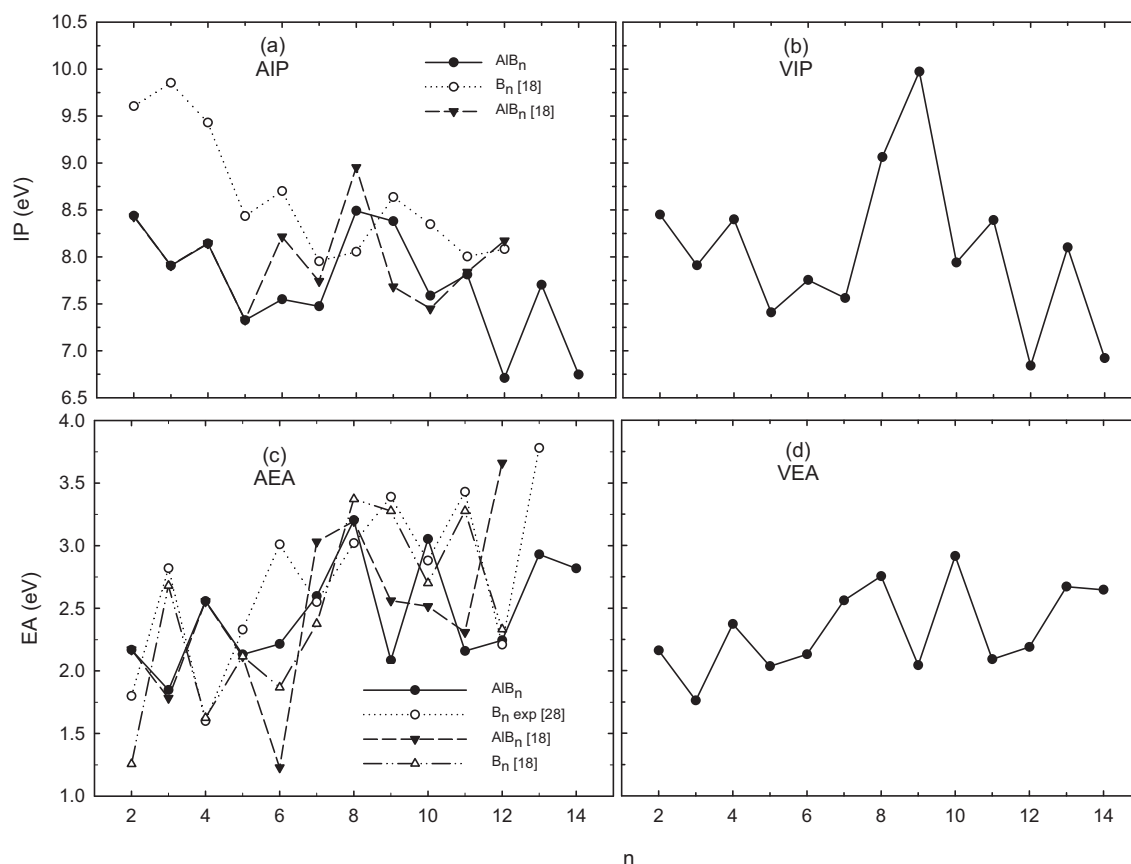 (a)
AIP
AlBn
Bn [18]
AlBn [18]
10.5
10.0
9.5
9.0
8.5
8.0
7.5
7.0
6.5
IP (eV)
(b)
VIP
(c)
AEA
AlBn
Bn exp [28]
AlBn [18]
Bn [18]
4.0
3.5
3.0
2.5
2.0
1.5
1.0
EA (eV)
2 4 6 8 10 12 14
(d)
VEA
2 4 6 8 10 12 14
n